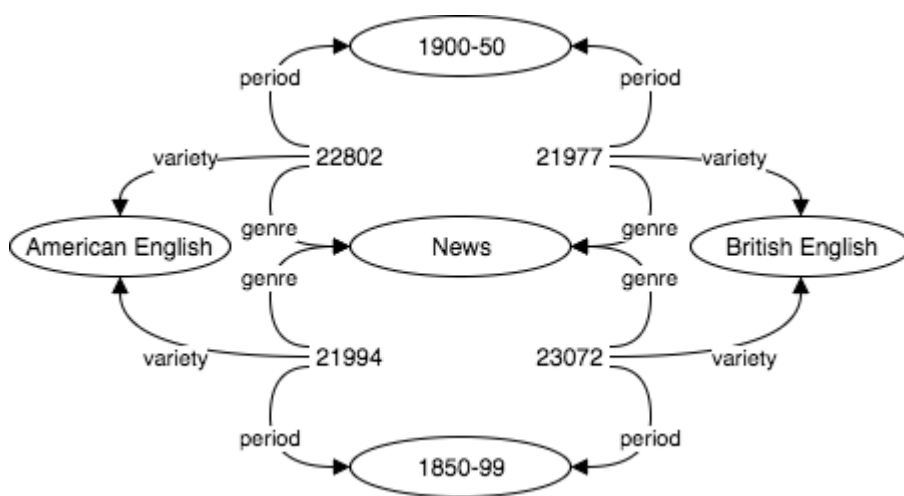 1900-50
period period
variety 22802 21977 variety
genre genre
American English News British English
genre genre
variety 21994 23072 variety
period period
1850-99